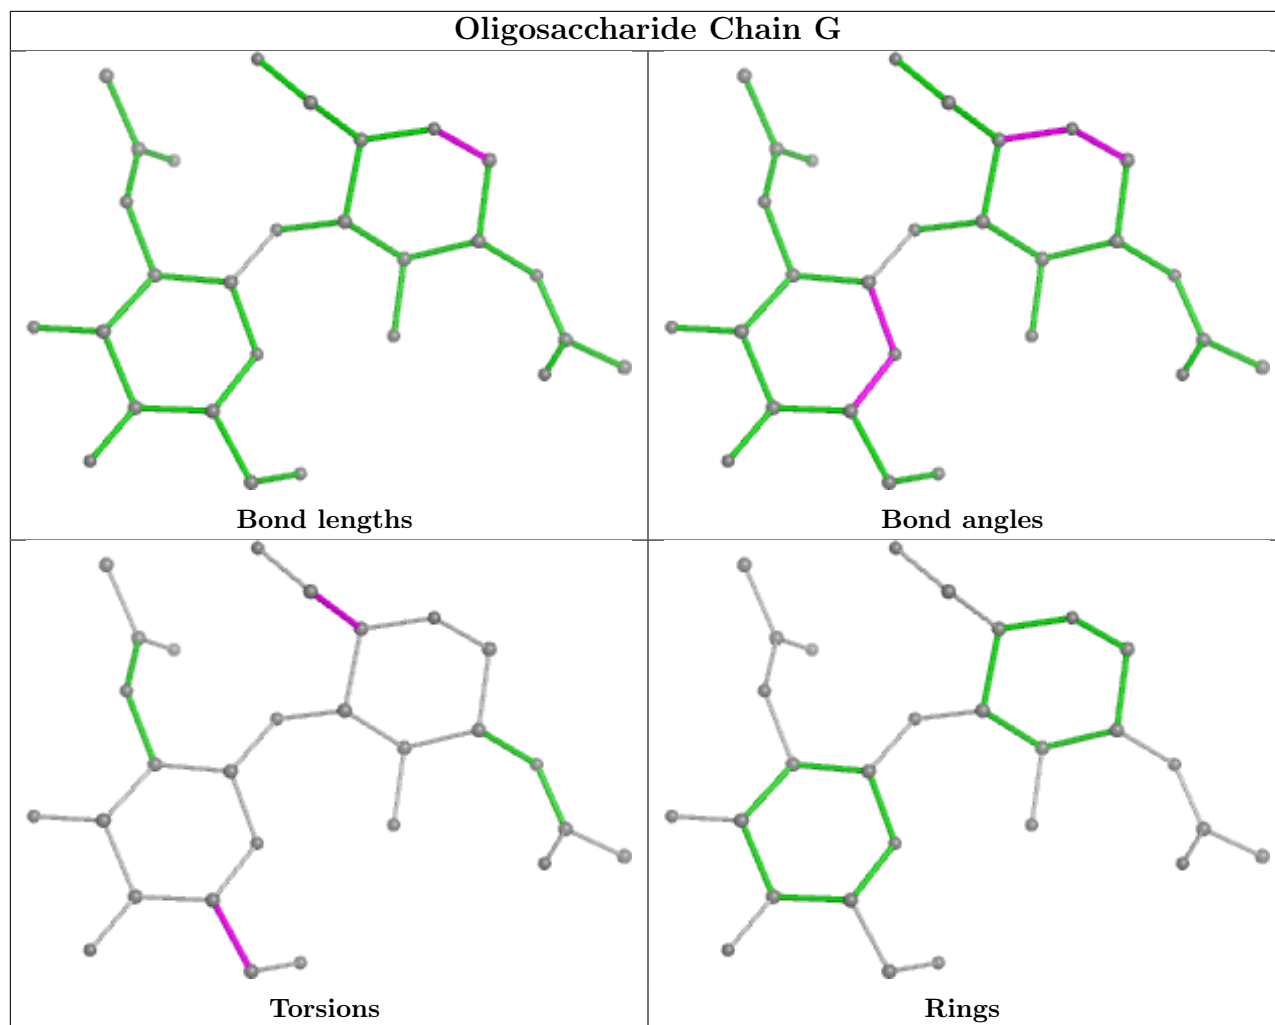 Oligosaccharide Chain G
Bond lengths
Bond angles
Torsions
Rings